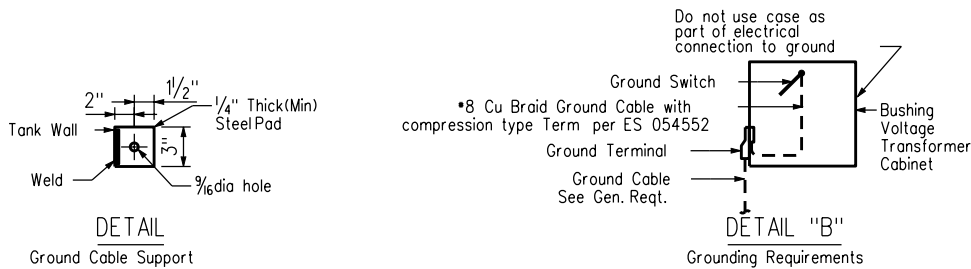 1 1/2"
2"
1/4" Thick(Min)
Steel Pad
Tank Wall
3"
Weld
9/16 dia hole
DETAIL
Ground Cable Support
Do not use case as
part of electrical
connection to ground
Ground Switch
#8 Cu Braid Ground Cable with
compression type Term per ES 054552
Ground Terminal
Ground Cable
See Gen. Reqt.
Bushing
Voltage
Transformer
Cabinet
DETAIL "B"
Grounding Requirements